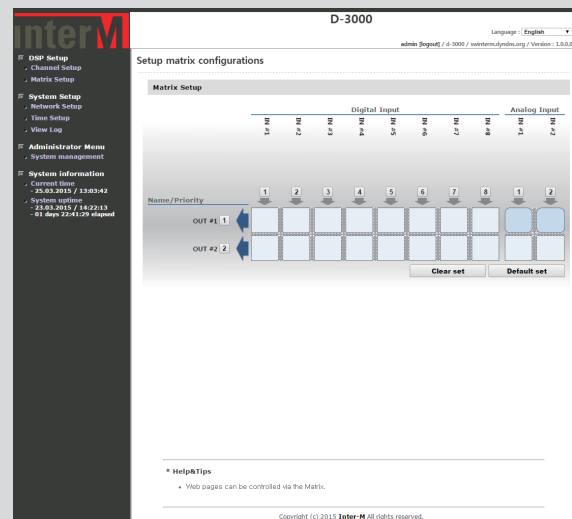 inter M
D-3000
Language : English
admin [logout] / d-3000 / swinterm.dyndns.org / Version : 1.0.0.0
DSP Setup
Channel Setup
Matrix Setup
System Setup
Network Setup
Time Setup
View Log
Administrator Menu
System management
System information
Current time
- 25.03.2015 / 13:03:42
System uptime
- 23.03.2015 / 14:22:13
- 01 days 22:41:29 elapsed
Setup matrix configurations
Matrix Setup
Digital Input Analog Input
IN #1 IN #2 IN #3 IN #4 IN #5 IN #6 IN #7 IN #8 IN #1 IN #2
1 2 3 4 5 6 7 8 1 2
Name/Priority
OUT #1 1
OUT #2 2
Clear set Default set
* Help&Tips
• Web pages can be controlled via the Matrix.
Copyright (c) 2015 Inter-M All rights reserved.